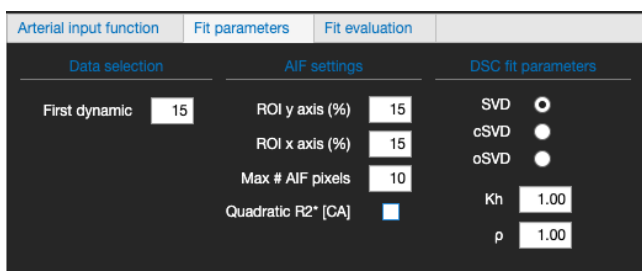 Arterial input function Fit parameters Fit evaluation
Data selection
First dynamic 15
AIF settings
ROI y axis (%) 15
ROI x axis (%) 15
Max # AIF pixels 10
Quadratic R2* [CA]
DSC fit parameters
SVD
cSVD
oSVD
Kh 1.00
ρ 1.00